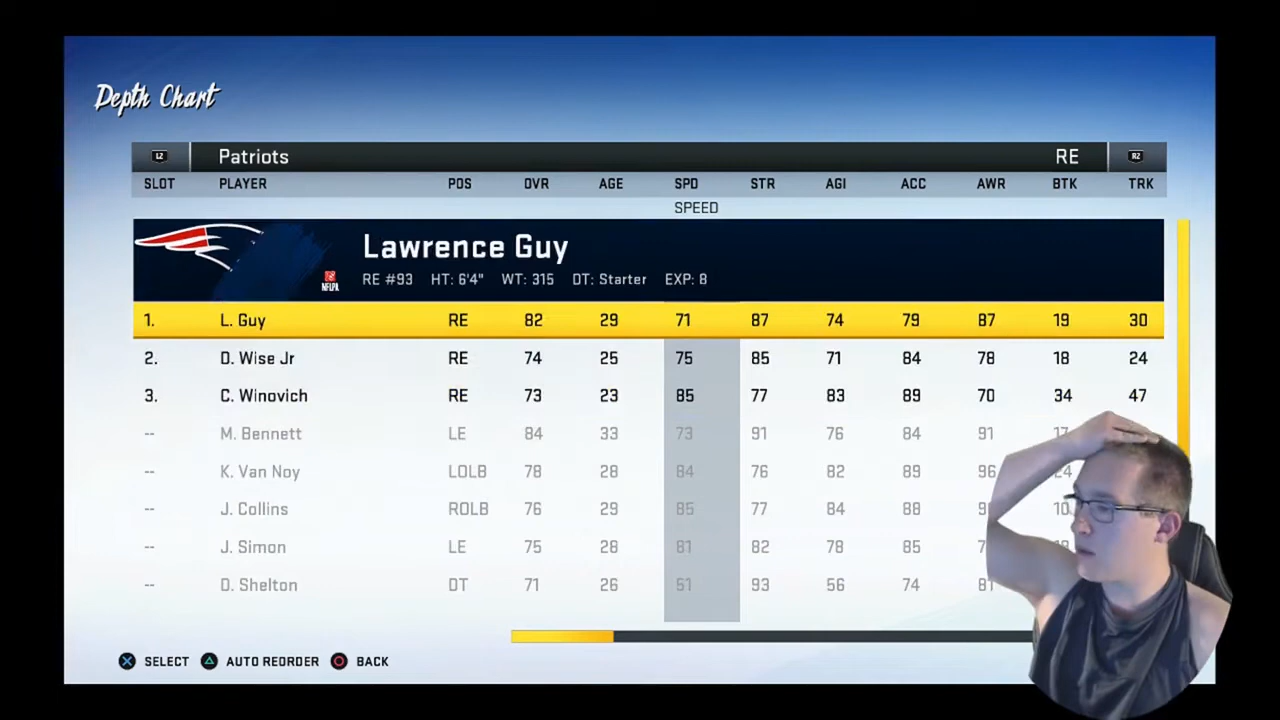 Depth Chart
L2 Patriots RE R2
SLOT PLAYER POS OVR AGE SPD STR AGI ACC AWR BTK TRK
SPEED
Lawrence Guy
NFLPA RE #93 HT: 6'4" WT: 315 DT: Starter EXP: 8
1. L. Guy RE 82 29 71 87 74 79 87 19 30
2. D. Wise Jr RE 74 25 75 85 71 84 78 18 24
3. C. Winovich RE 73 23 85 77 83 89 70 34 47
-- M. Bennett LE 84 33 73 91 76 84 91
-- K. Van Noy LOLB 78 28 84 76 82 89 96
-- J. Collins ROLB 76 29 85 77 84 88
-- J. Simon LE 75 28 81 82 78 85
-- D. Shelton DT 71 26 51 93 56 74
SELECT AUTO REORDER BACK